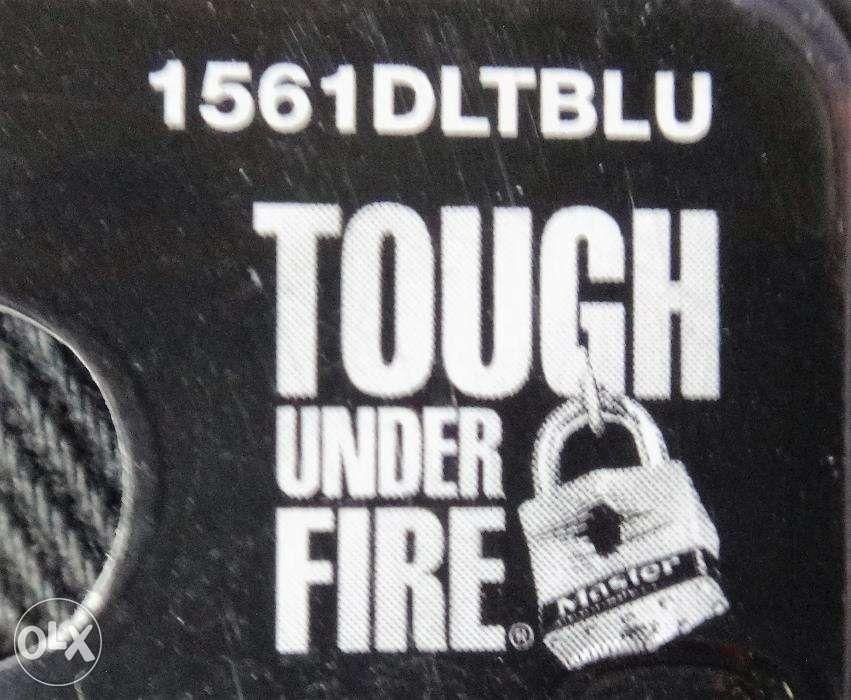 1561DLTBLU
TOUGH
UNDER
FIRE®
Master
OLX